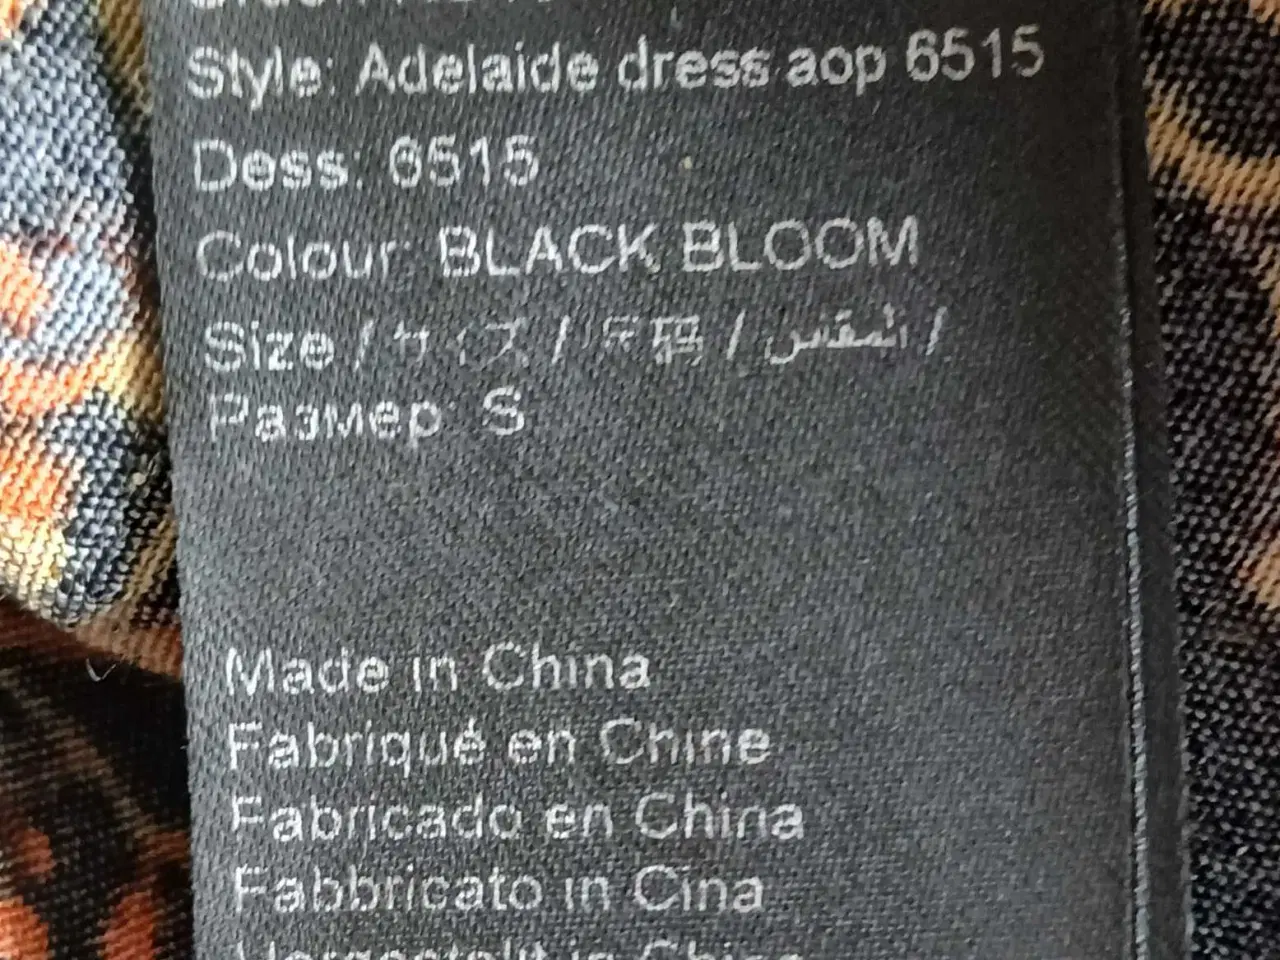 Style: Adelaide dress aop 6515
Dess: 6515
Colour: BLACK BLOOM
Size / サイズ / 尺码 / المقاس /
Размер: S
Made in China
Fabriqué en Chine
Fabricado en China
Fabbricato in Cina